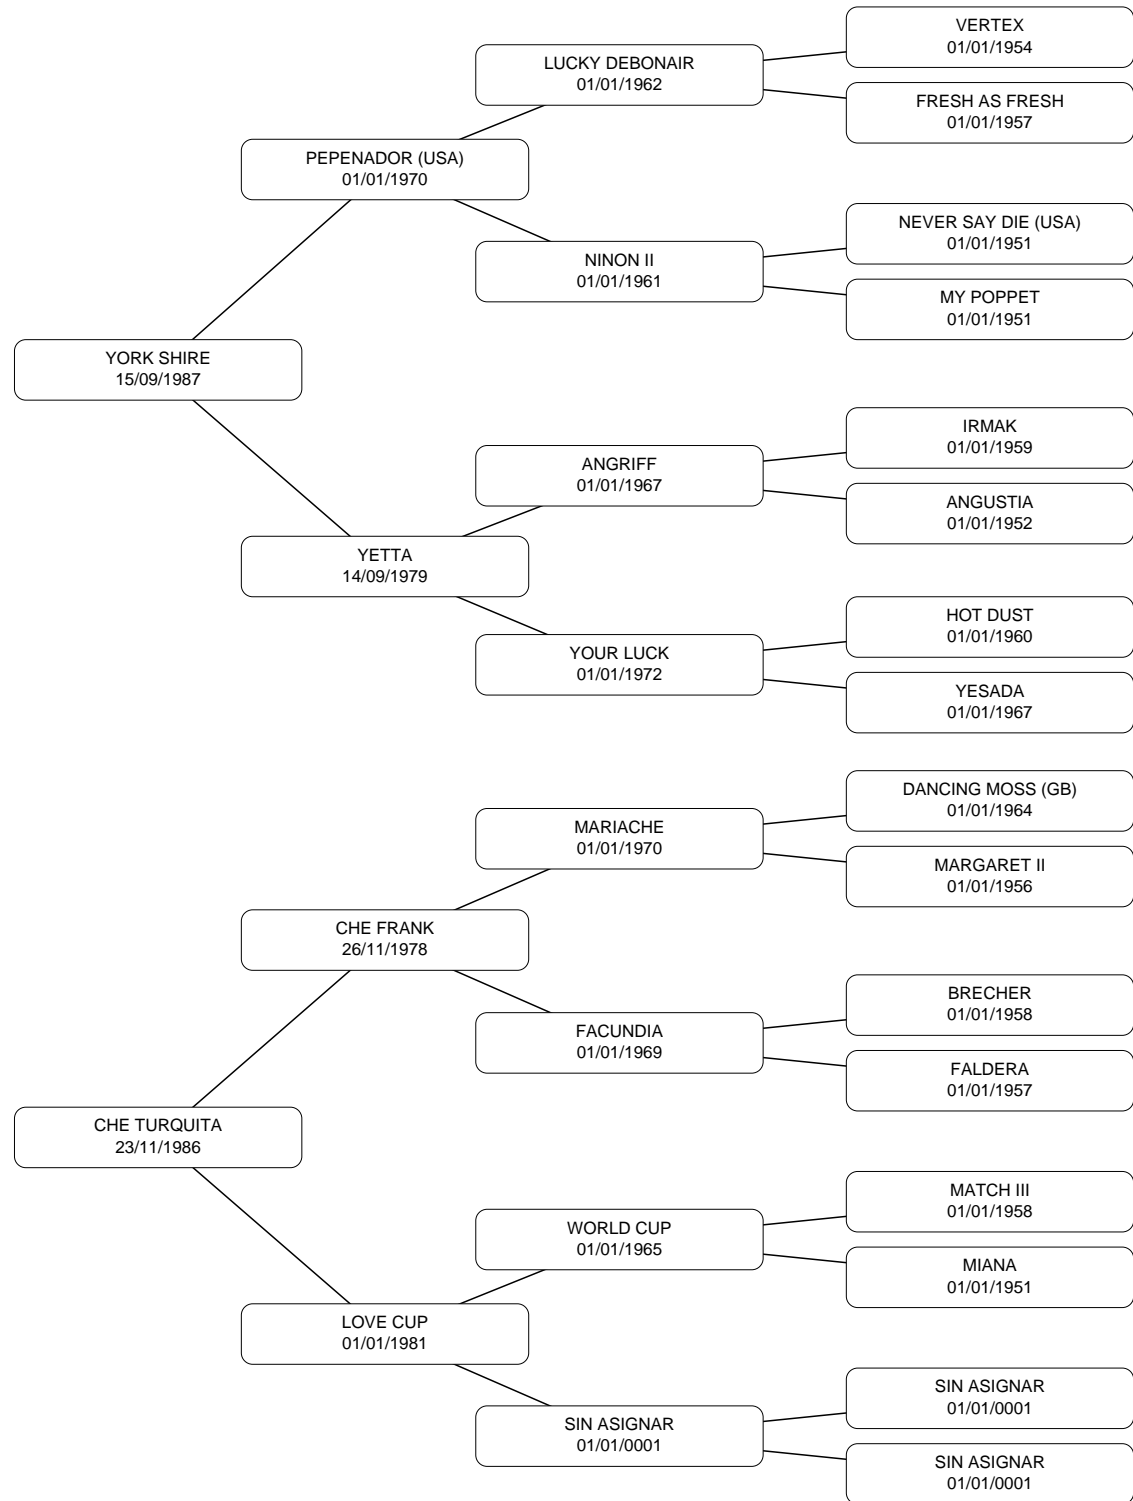 VERTEX
01/01/1954
LUCKY DEBONAIR
01/01/1962
FRESH AS FRESH
01/01/1957
PEPENADOR (USA)
01/01/1970
NEVER SAY DIE (USA)
01/01/1951
NINON II
01/01/1961
MY POPPET
01/01/1951
YORK SHIRE
15/09/1987
IRMAK
01/01/1959
ANGRIFF
01/01/1967
ANGUSTIA
01/01/1952
YETTA
14/09/1979
HOT DUST
01/01/1960
YOUR LUCK
01/01/1972
YESADA
01/01/1967
DANCING MOSS (GB)
01/01/1964
MARIACHE
01/01/1970
MARGARET II
01/01/1956
CHE FRANK
26/11/1978
BRECHER
01/01/1958
FACUNDIA
01/01/1969
FALDERA
01/01/1957
CHE TURQUITA
23/11/1986
MATCH III
01/01/1958
WORLD CUP
01/01/1965
MIANA
01/01/1951
LOVE CUP
01/01/1981
SIN ASIGNAR
01/01/0001
SIN ASIGNAR
01/01/0001
SIN ASIGNAR
01/01/0001